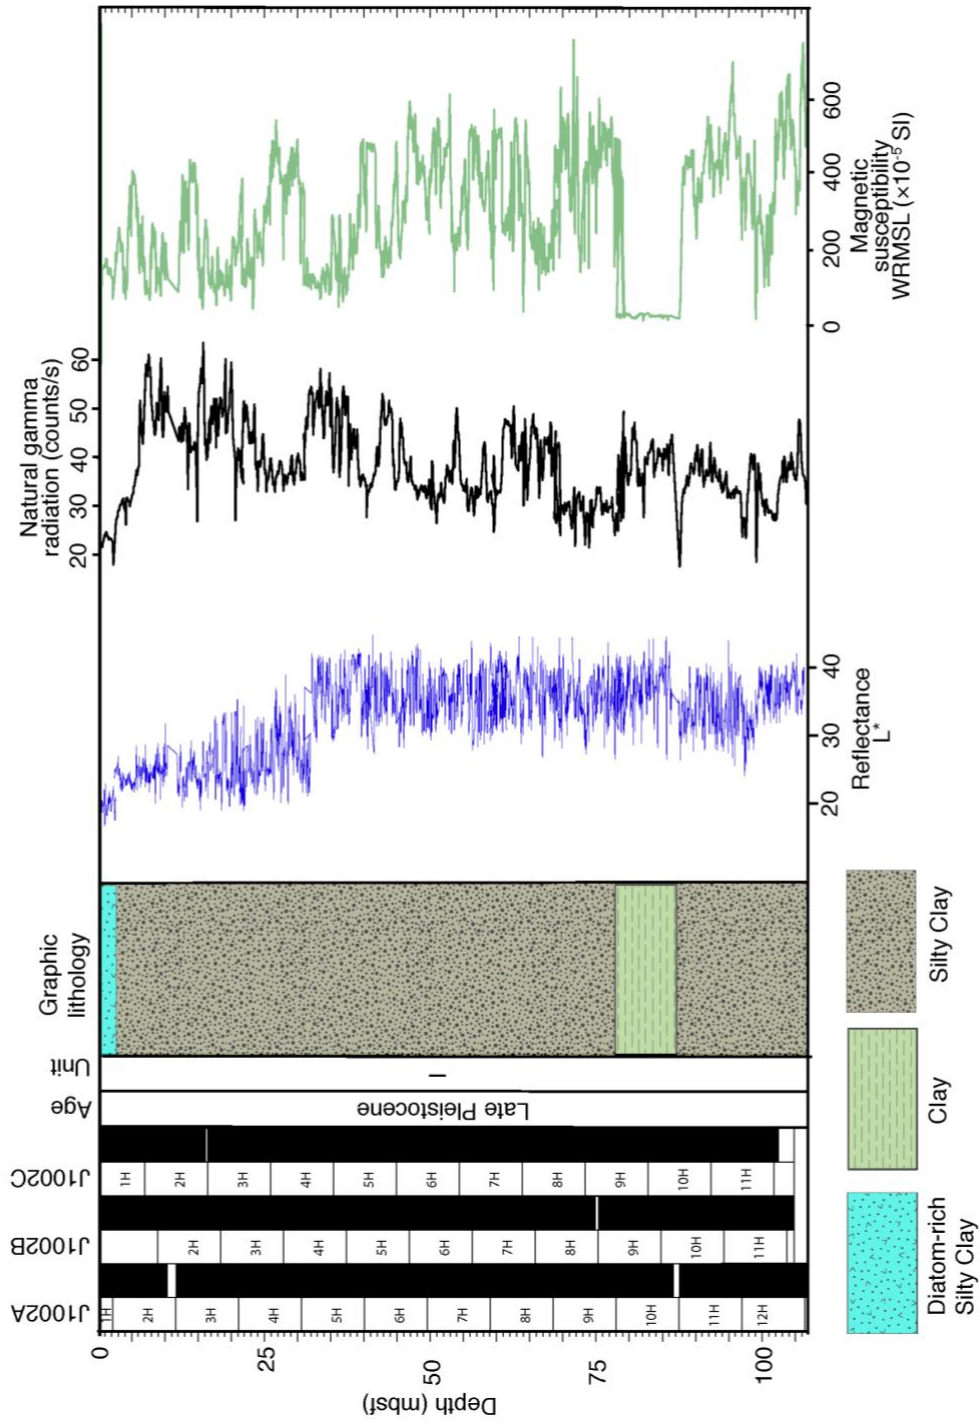 Natural gamma
radiation (counts/s)
20 30 40 50 60
Graphic
lithology
Unit
Age
J1002C
J1002B
J1002A
I
Late Pleistocene
1H 2H 3H 4H 5H 6H 7H 8H 9H 10H 11H
2H 3H 4H 5H 6H 7H 8H 9H 10H 11H
1H 2H 3H 4H 5H 6H 7H 8H 9H 10H 11H 12H
0 25 50 75 100
Depth (mbsf)
20 30 40
Reflectance
L*
0 200 400 600
Magnetic
susceptibility
WRMSL (×10⁻⁵ SI)
Diatom-rich
Silty Clay
Clay
Silty Clay